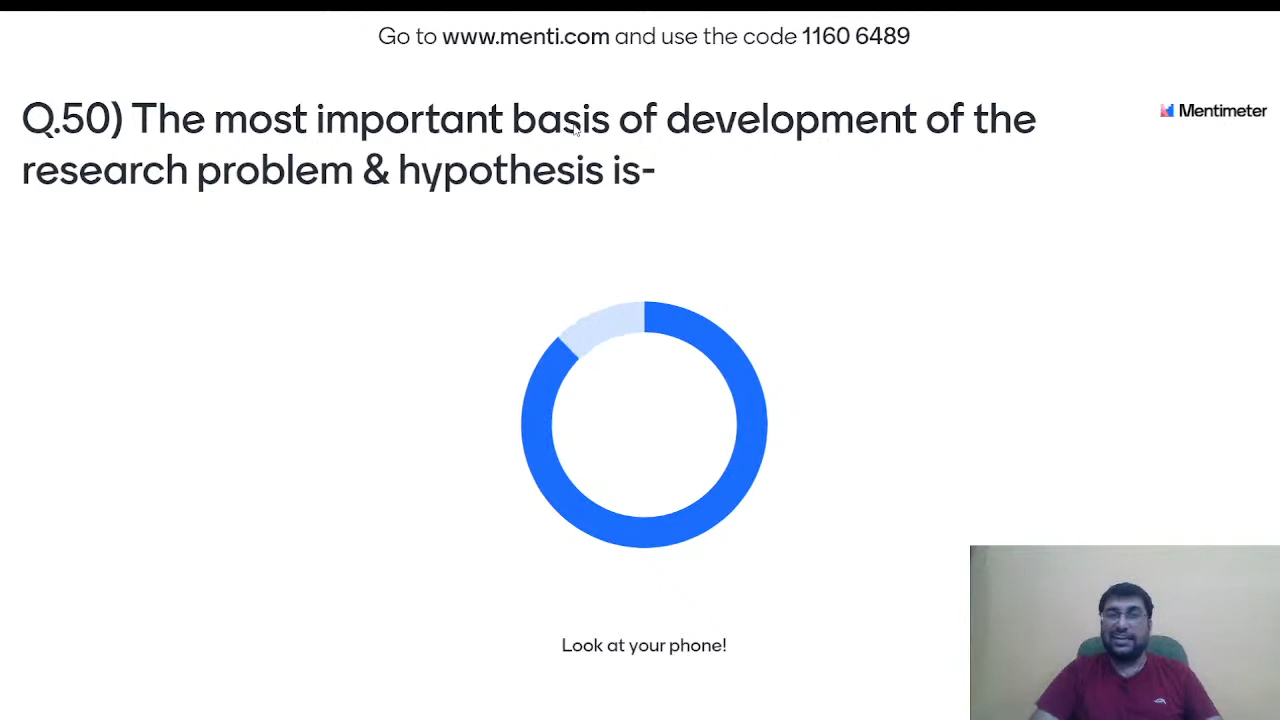 Go to www.menti.com and use the code 1160 6489
Q.50) The most important basis of development of the
research problem & hypothesis is-
Mentimeter
Look at your phone!